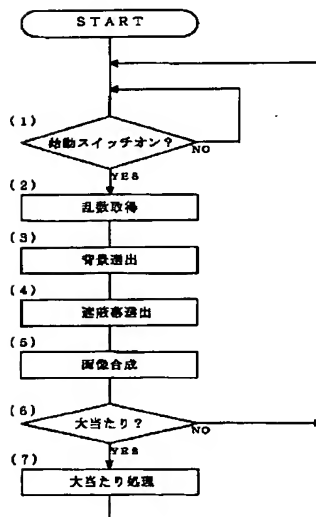 START
(1)
始動スイッチオン?
NO
YES
(2)
乱数取得
(3)
背景選出
(4)
遮蔽幕選出
(5)
画像合成
(6)
大当たり?
NO
YES
(7)
大当たり処理